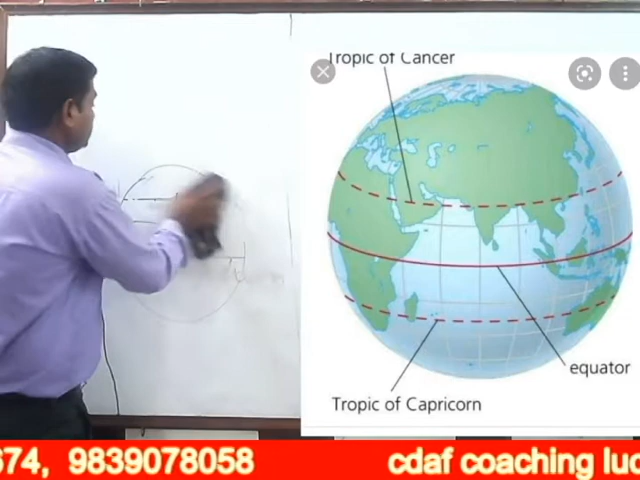 Tropic of Cancer
equator
Tropic of Capricorn
674, 9839078058 cdaf coaching luc